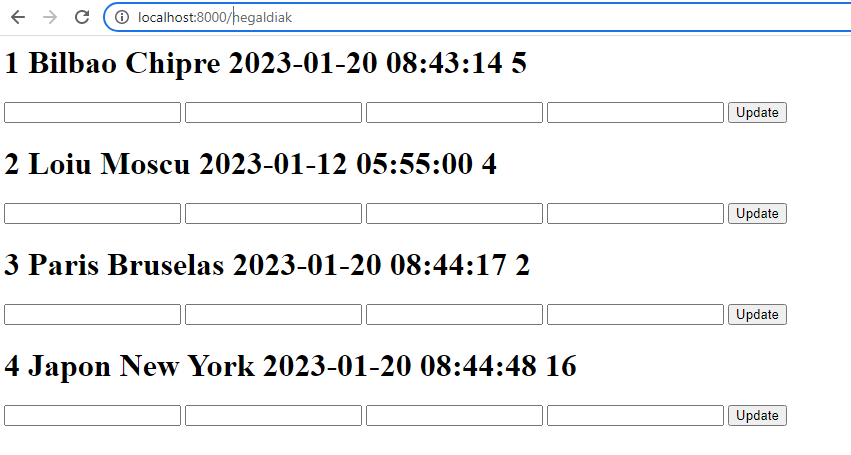 localhost:8000/hegaldiak
1 Bilbao Chipre 2023-01-20 08:43:14 5
Update
2 Loiu Moscu 2023-01-12 05:55:00 4
Update
3 Paris Bruselas 2023-01-20 08:44:17 2
Update
4 Japon New York 2023-01-20 08:44:48 16
Update